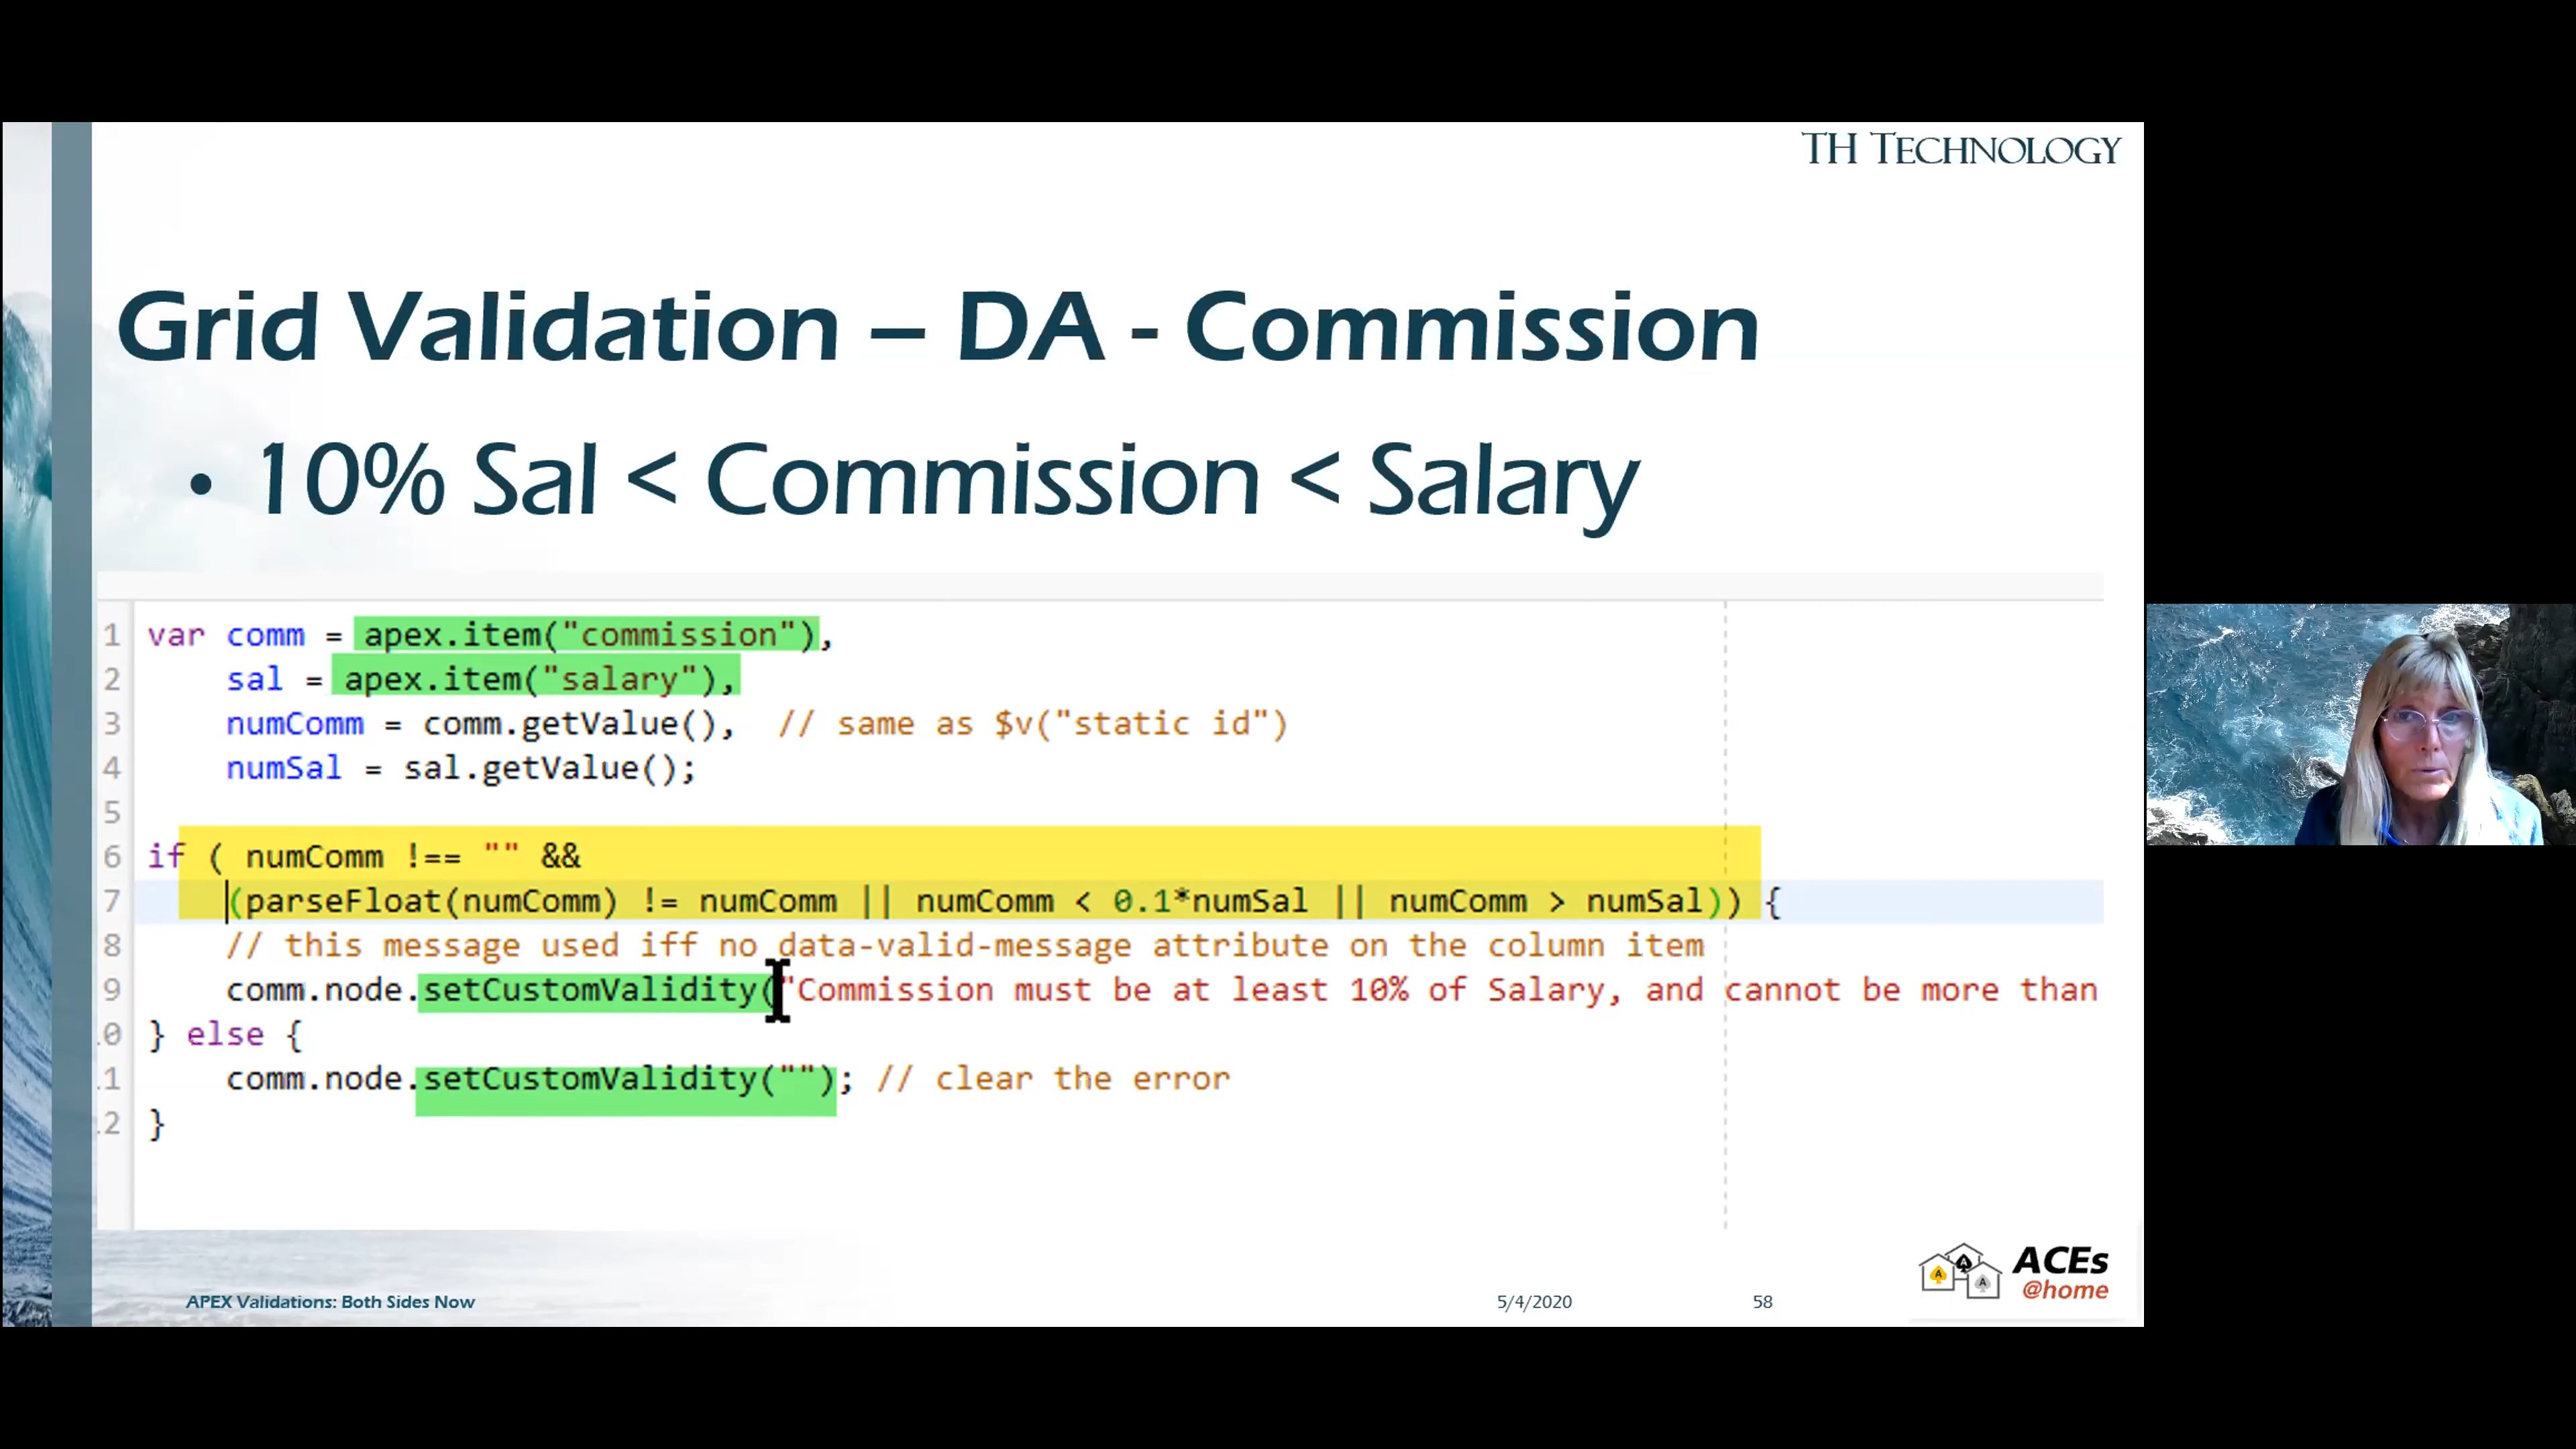 TH TECHNOLOGY
Grid Validation – DA - Commission
• 10% Sal < Commission < Salary
1 var comm = apex.item("commission"),
2 sal = apex.item("salary"),
3 numComm = comm.getValue(), // same as $v("static id")
4 numSal = sal.getValue();
5
6 if ( numComm !== "" &&
7 (parseFloat(numComm) != numComm || numComm < 0.1*numSal || numComm > numSal)) {
8 // this message used iff no data-valid-message attribute on the column item
9 comm.node.setCustomValidity("Commission must be at least 10% of Salary, and cannot be more than
10 } else {
11 comm.node.setCustomValidity(""); // clear the error
12 }
APEX Validations: Both Sides Now
5/4/2020
58
ACEs
@home